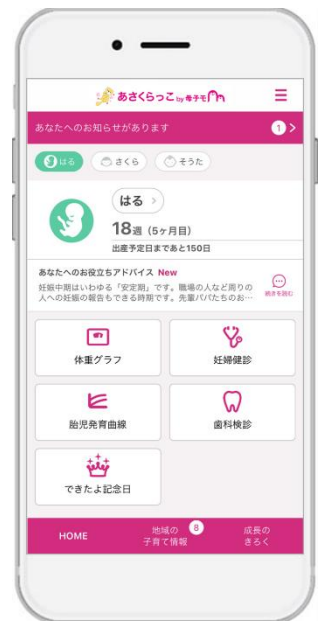 あさくらっこ by 母子モ
あなたへのお知らせがあります 1
はる さくら そうた
はる
18週 (5ヶ月目)
出産予定日まであと150日
あなたへのお役立ちアドバイス New
妊娠中期はいわゆる「安定期」です。職場の人など周りの
人への妊娠の報告もできる時期です。先輩パパたちのお…
続きを読む
体重グラフ 妊婦健診
胎児発育曲線 歯科検診
できたよ記念日
HOME 地域の 8 成長の
子育て情報 きろく